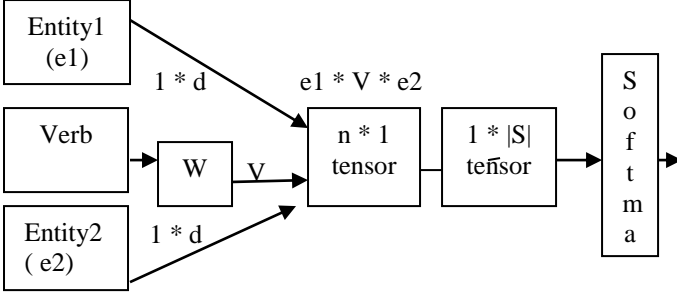 Entity1
(e1)
1 * d
e1 * V * e2
Verb
W
V
n * 1
tensor
1 * |S|
tensor
S
o
f
t
m
a
Entity2
( e2)
1 * d